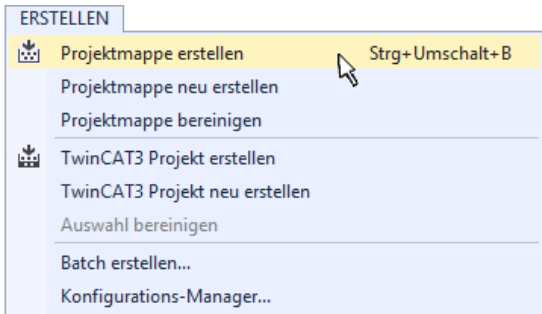 ERSTELLEN
Projektmappe erstellen Strg+Umschalt+B
Projektmappe neu erstellen
Projektmappe bereinigen
TwinCAT3 Projekt erstellen
TwinCAT3 Projekt neu erstellen
Auswahl bereinigen
Batch erstellen...
Konfigurations-Manager...